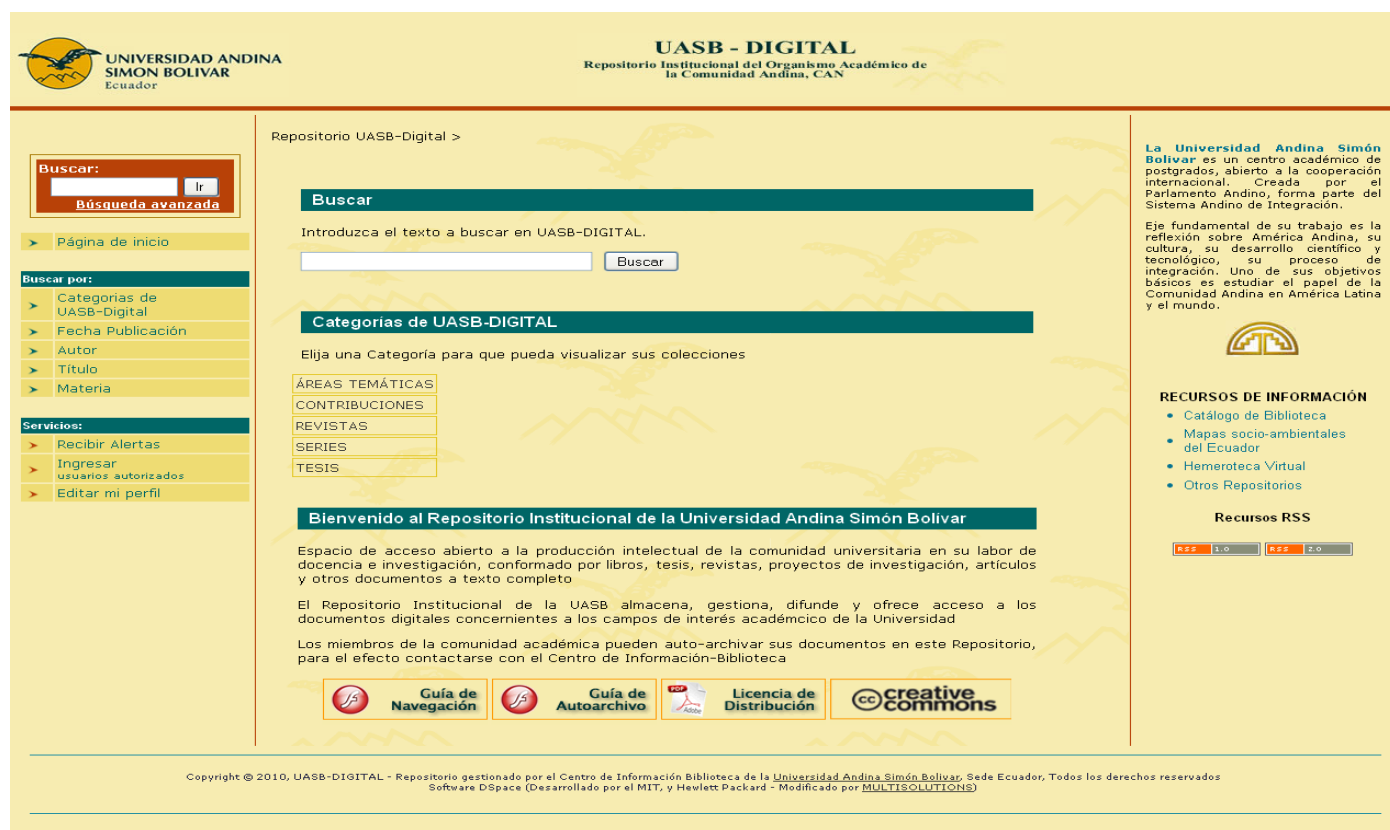 UNIVERSIDAD ANDINA
SIMON BOLIVAR
Ecuador
UASB - DIGITAL
Repositorio Institucional del Organismo Académico de
la Comunidad Andina, CAN
Buscar:
Ir
Búsqueda avanzada
Página de inicio
Buscar por:
Categorias de
UASB-Digital
Fecha Publicación
Autor
Título
Materia
Servicios:
Recibir Alertas
Ingresar
usuarios autorizados
Editar mi perfil
Repositorio UASB-Digital >
Buscar
Introduzca el texto a buscar en UASB-DIGITAL.
Buscar
Categorías de UASB-DIGITAL
Elija una Categoría para que pueda visualizar sus colecciones
ÁREAS TEMÁTICAS
CONTRIBUCIONES
REVISTAS
SERIES
TESIS
Bienvenido al Repositorio Institucional de la Universidad Andina Simón Bolívar
Espacio de acceso abierto a la producción intelectual de la comunidad universitaria en su labor de
docencia e investigación, conformado por libros, tesis, revistas, proyectos de investigación, artículos
y otros documentos a texto completo
El Repositorio Institucional de la UASB almacena, gestiona, difunde y ofrece acceso a los
documentos digitales concernientes a los campos de interés académcico de la Universidad
Los miembros de la comunidad académica pueden auto-archivar sus documentos en este Repositorio,
para el efecto contactarse con el Centro de Información-Biblioteca
Guía de
Navegación
Guía de
Autoarchivo
PDF
Adobe
Licencia de
Distribución
cc creative
commons
La Universidad Andina Simón
Bolivar es un centro académico de
postgrados, abierto a la cooperación
internacional. Creada por el
Parlamento Andino, forma parte del
Sistema Andino de Integración.
Eje fundamental de su trabajo es la
reflexión sobre América Andina, su
cultura, su desarrollo científico y
tecnológico, su proceso de
integración. Uno de sus objetivos
básicos es estudiar el papel de la
Comunidad Andina en América Latina
y el mundo.
RECURSOS DE INFORMACIÓN
Catálogo de Biblioteca
Mapas socio-ambientales
del Ecuador
Hemeroteca Virtual
Otros Repositorios
Recursos RSS
RSS 1.0
RSS 2.0
Copyright © 2010, UASB-DIGITAL - Repositorio gestionado por el Centro de Información Biblioteca de la Universidad Andina Simón Bolivar, Sede Ecuador, Todos los derechos reservados
Software DSpace (Desarrollado por el MIT, y Hewlett Packard - Modificado por MULTISOLUTIONS)